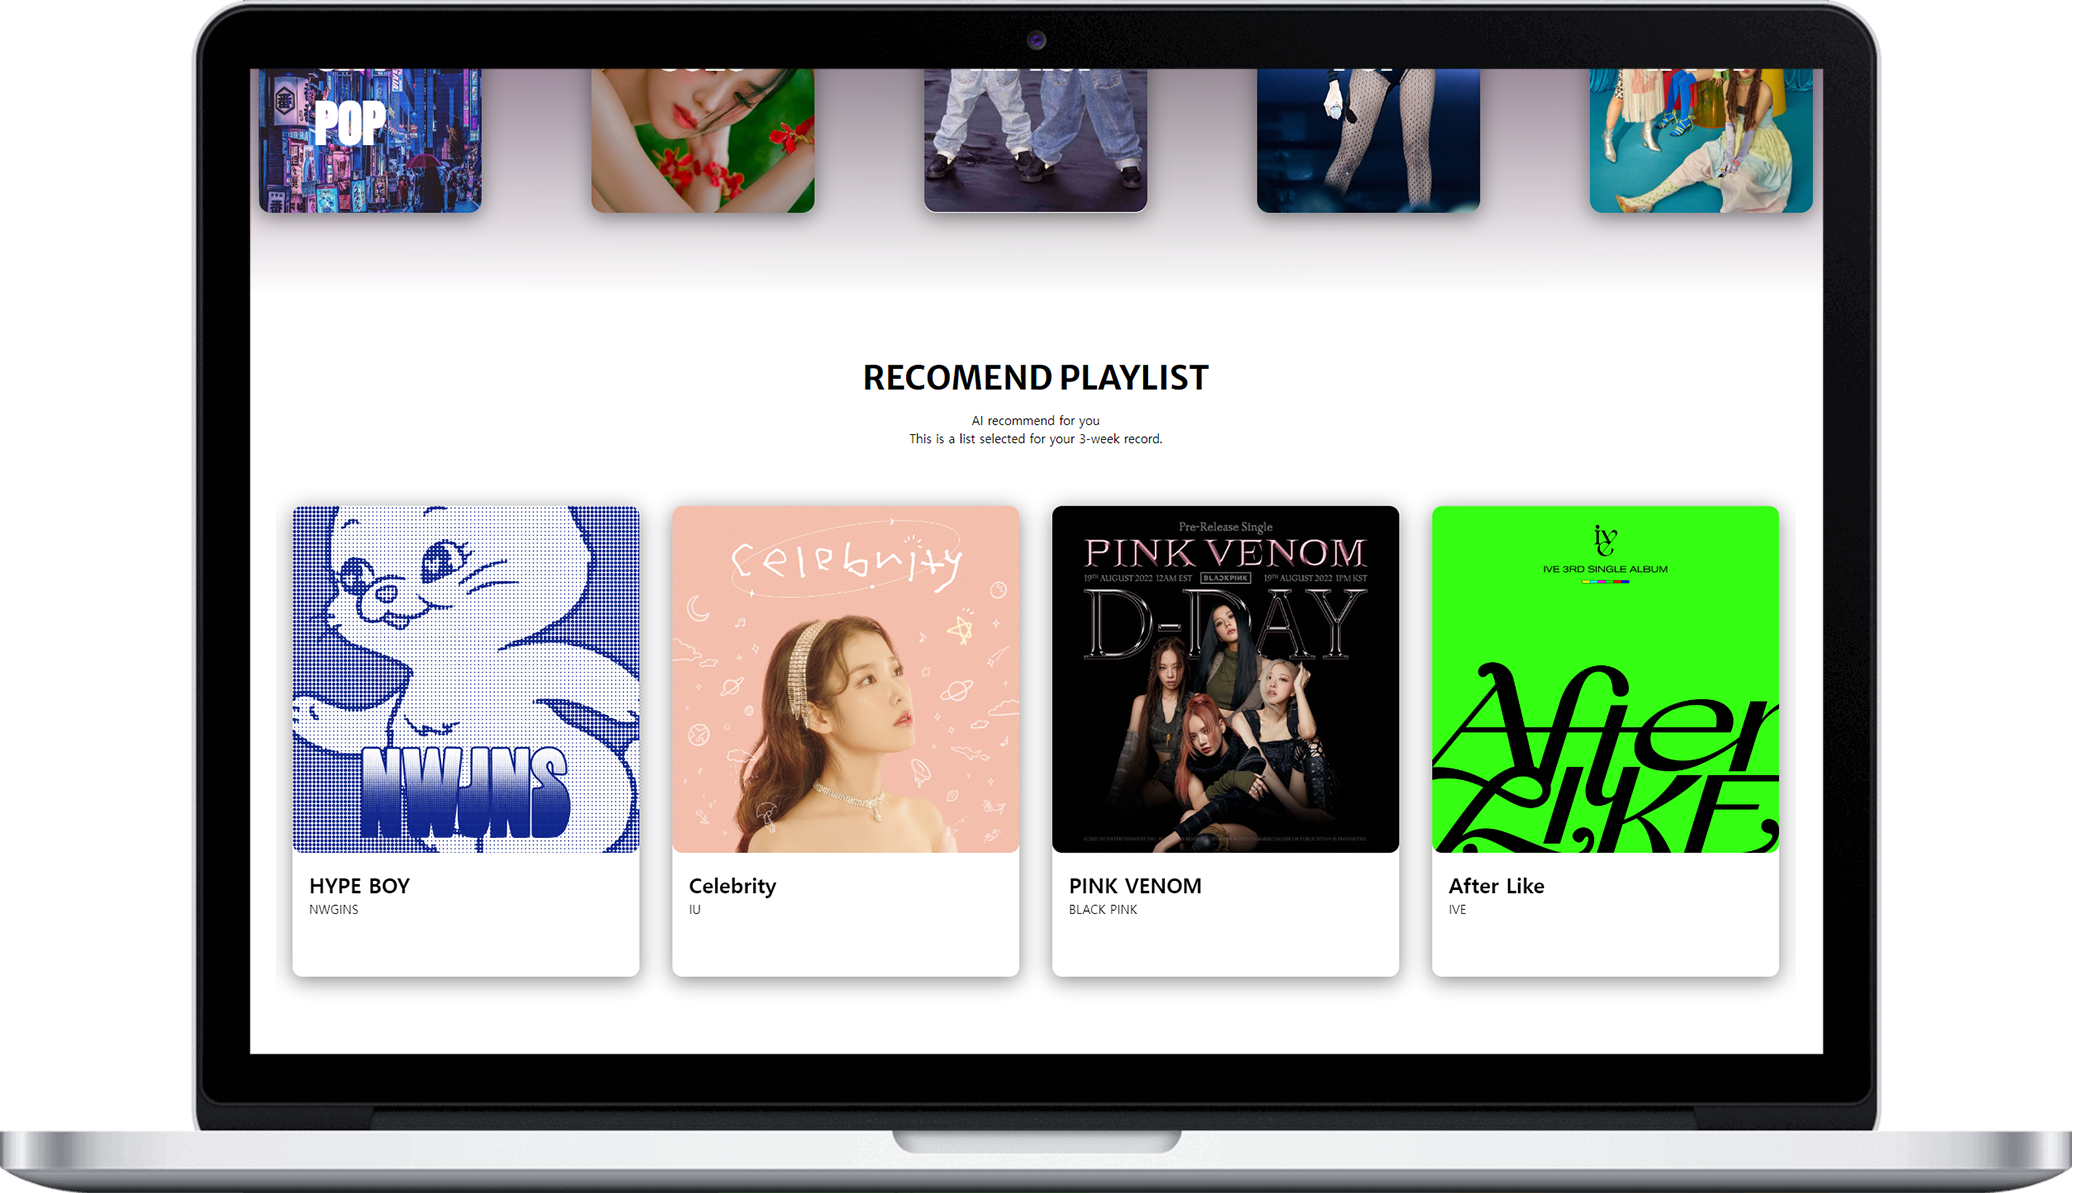 POP
RECOMEND PLAYLIST
AI recommend for you
This is a list selected for your 3-week record.
NWJNS
HYPE BOY
NWGINS
Celebrity
Celebrity
IU
Pre-Release Single
PINK VENOM
19TH AUGUST 2022 12AM EST BLACKPINK 19TH AUGUST 2022 1PM KST
D-DAY
PINK VENOM
BLACK PINK
ive
IVE 3RD SINGLE ALBUM
After
LIKE
After Like
IVE